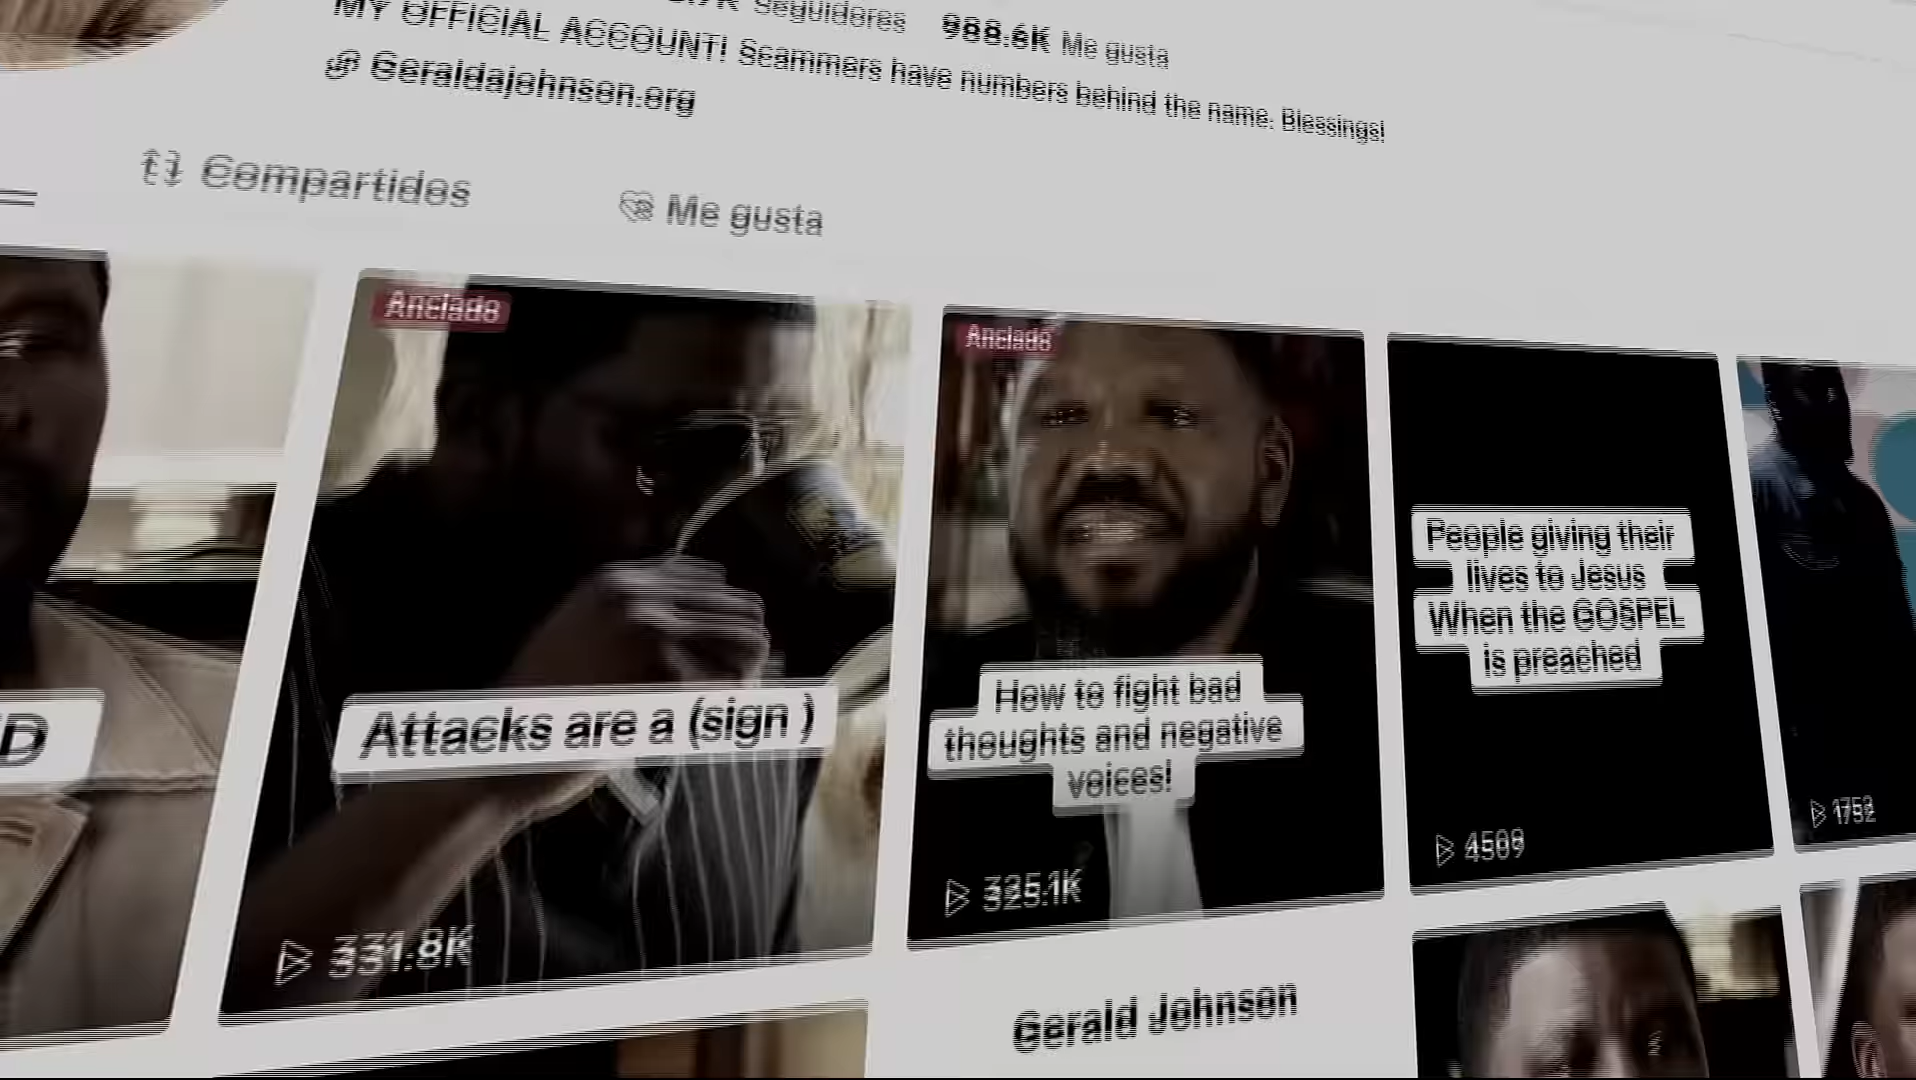 Seguidores 988.6K Me gusta
MY OFFICIAL ACCOUNT! Scammers have numbers behind the name. Blessings!
Geraldajohnson.org
Compartidos
Me gusta
Anclado
Attacks are a (sign )
331.8K
Anclado
How to fight bad
thoughts and negative
voices!
325.1K
People giving their
lives to Jesus
When the GOSPEL
is preached
4509
1752
Gerald Johnson